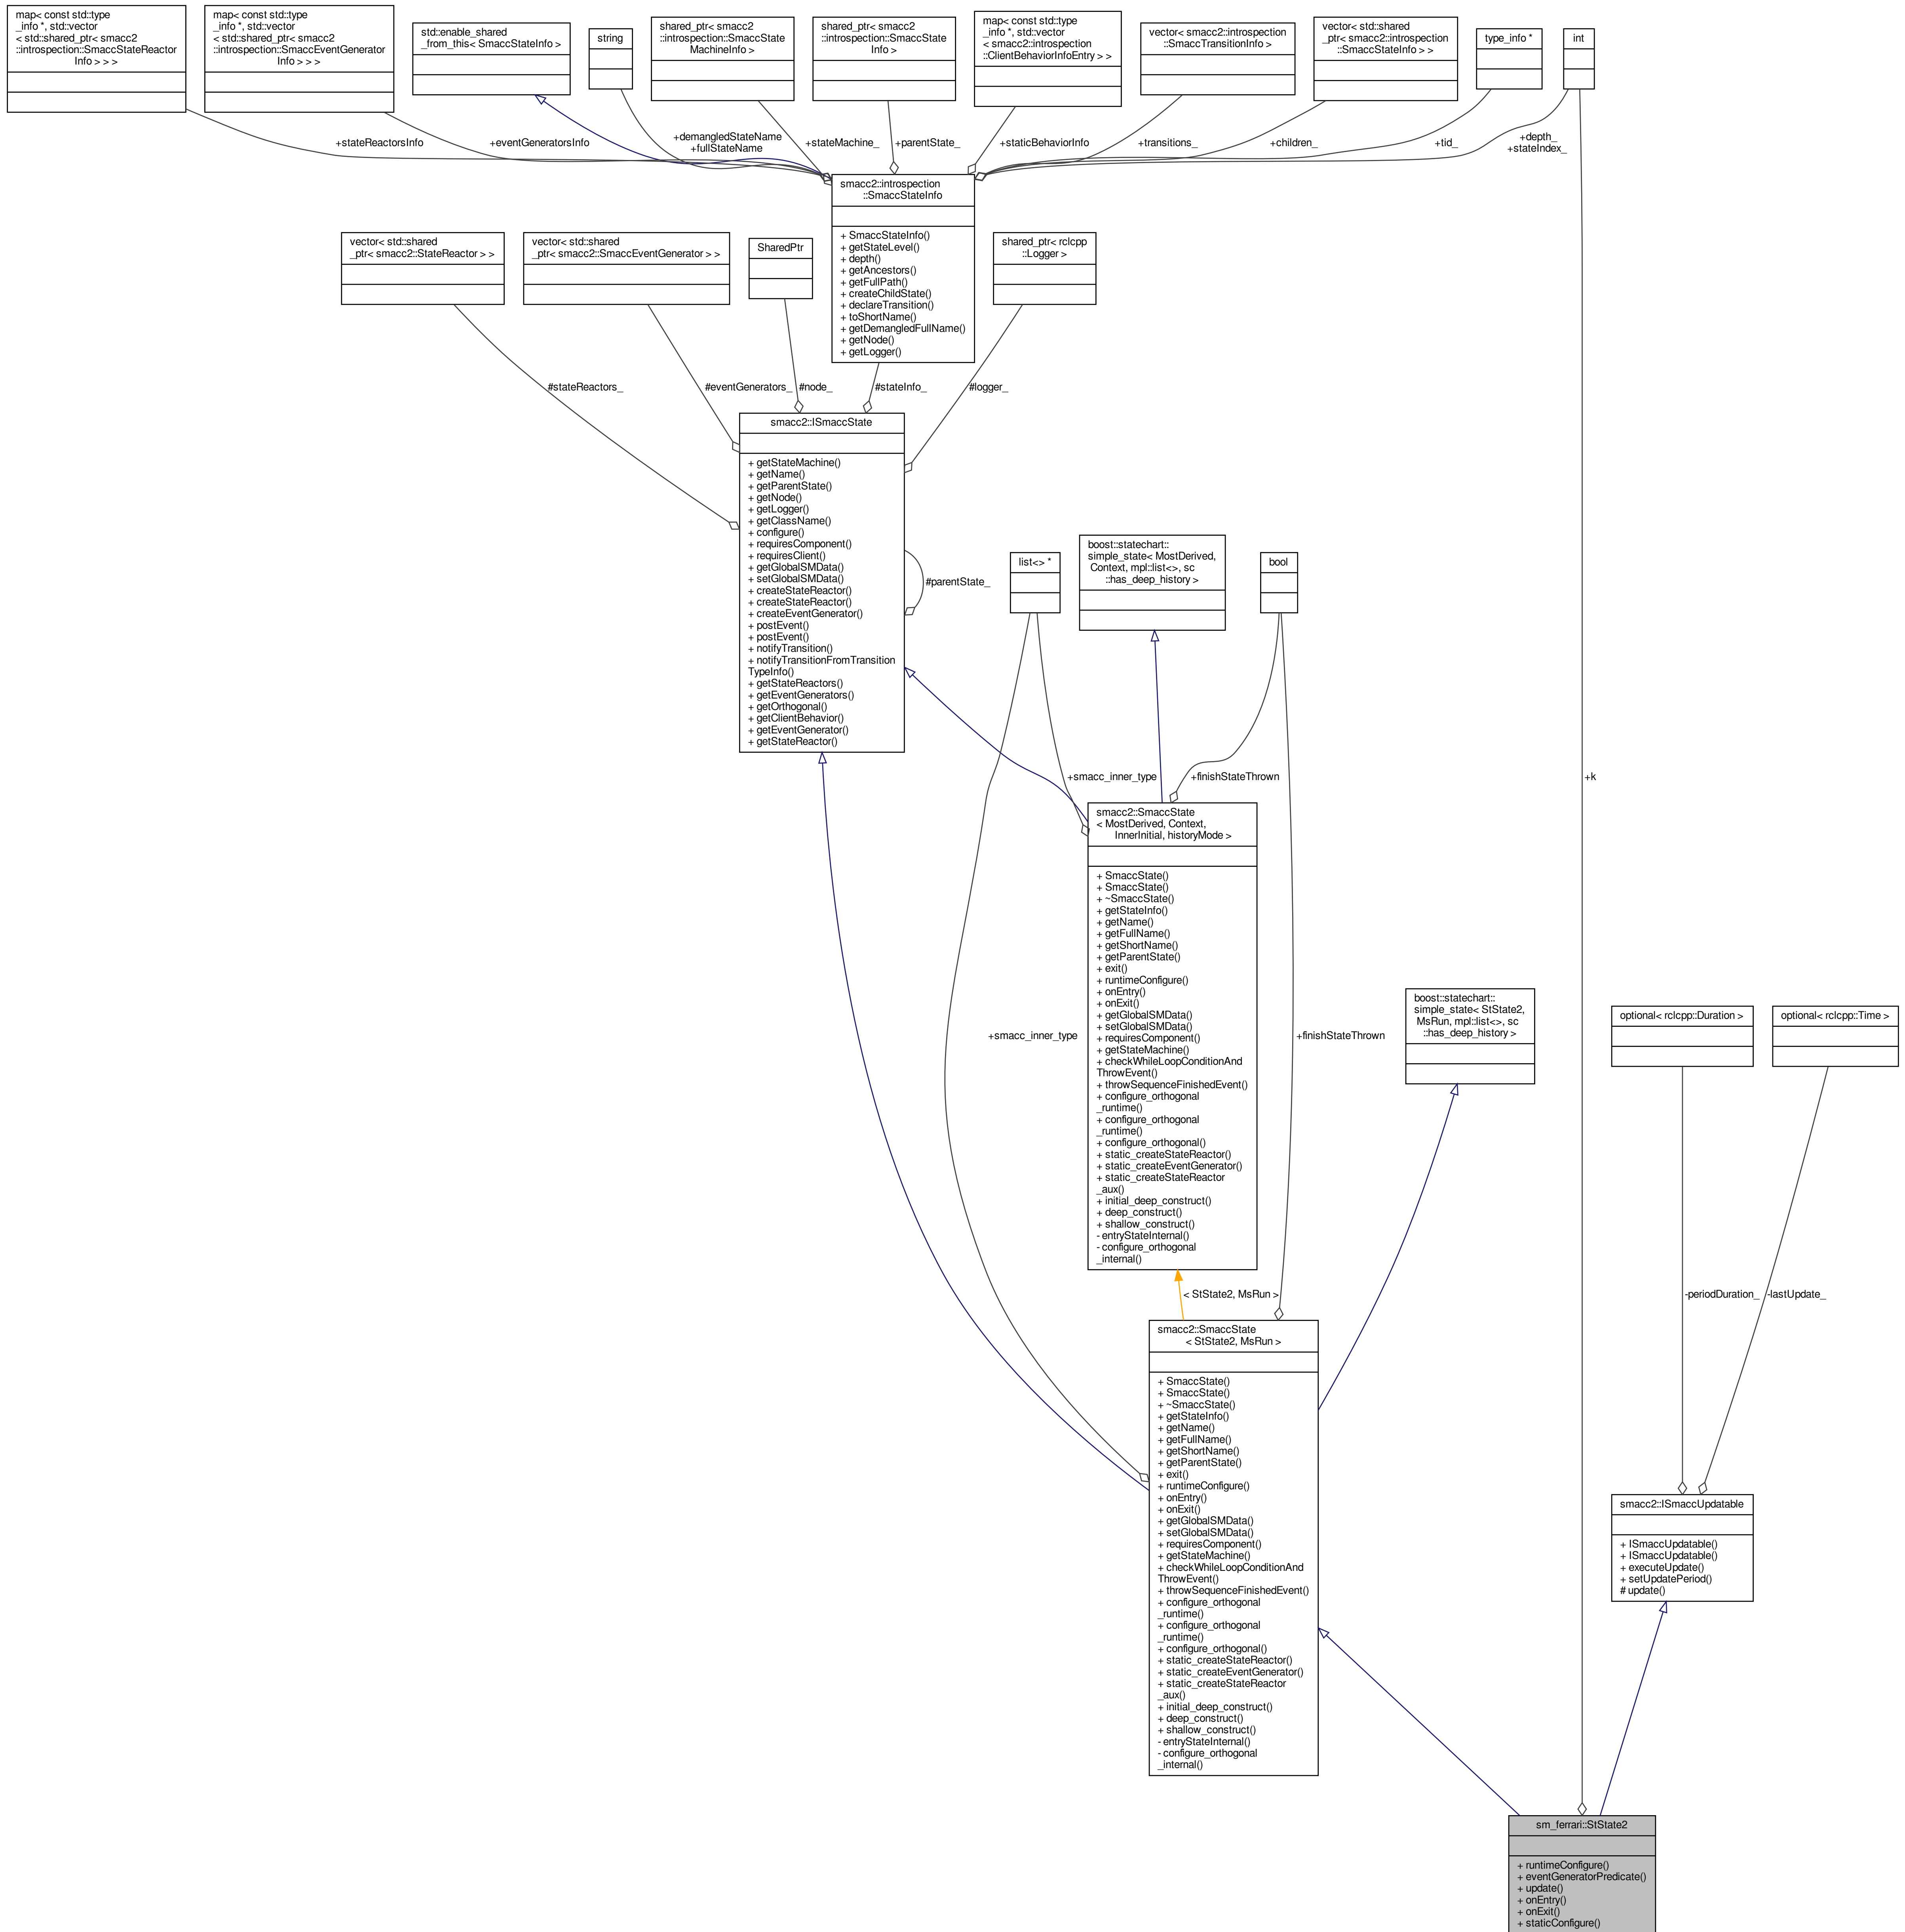 map< const std::type
_info *, std::vector
< std::shared_ptr< smacc2
::introspection::SmaccStateReactor
Info > > >
map< const std::type
_info *, std::vector
< std::shared_ptr< smacc2
::introspection::SmaccEventGenerator
Info > > >
std::enable_shared
_from_this< SmaccStateInfo >
string
shared_ptr< smacc2
::introspection::SmaccState
MachineInfo >
shared_ptr< smacc2
::introspection::SmaccState
Info >
map< const std::type
_info *, std::vector
< smacc2::introspection
::ClientBehaviorInfoEntry > >
vector< smacc2::introspection
::SmaccTransitionInfo >
vector< std::shared
_ptr< smacc2::introspection
::SmaccStateInfo > >
type_info *
int
+stateReactorsInfo
+eventGeneratorsInfo
+demangledStateName
+fullStateName
+stateMachine_
+parentState_
+staticBehaviorInfo
+transitions_
+children_
+tid_
+depth_
+stateIndex_
smacc2::introspection
::SmaccStateInfo
+ SmaccStateInfo()
+ getStateLevel()
+ depth()
+ getAncestors()
+ getFullPath()
+ createChildState()
+ declareTransition()
+ toShortName()
+ getDemangledFullName()
+ getNode()
+ getLogger()
vector< std::shared
_ptr< smacc2::StateReactor > >
vector< std::shared
_ptr< smacc2::SmaccEventGenerator > >
SharedPtr
shared_ptr< rclcpp
::Logger >
#stateReactors_
#eventGenerators_
#node_
#stateInfo_
#logger_
smacc2::ISmaccState
+ getStateMachine()
+ getName()
+ getParentState()
+ getNode()
+ getLogger()
+ getClassName()
+ configure()
+ requiresComponent()
+ requiresClient()
+ getGlobalSMData()
+ setGlobalSMData()
+ createStateReactor()
+ createStateReactor()
+ createEventGenerator()
+ postEvent()
+ postEvent()
+ notifyTransition()
+ notifyTransitionFromTransition
TypeInfo()
+ getStateReactors()
+ getEventGenerators()
+ getOrthogonal()
+ getClientBehavior()
+ getEventGenerator()
+ getStateReactor()
#parentState_
list<> *
boost::statechart::
simple_state< MostDerived,
Context, mpl::list<>, sc
::has_deep_history >
bool
+smacc_inner_type
+finishStateThrown
+k
smacc2::SmaccState
< MostDerived, Context,
InnerInitial, historyMode >
+ SmaccState()
+ SmaccState()
+ ~SmaccState()
+ getStateInfo()
+ getName()
+ getFullName()
+ getShortName()
+ getParentState()
+ exit()
+ runtimeConfigure()
+ onEntry()
+ onExit()
+ getGlobalSMData()
+ setGlobalSMData()
+ requiresComponent()
+ getStateMachine()
+ checkWhileLoopConditionAnd
ThrowEvent()
+ throwSequenceFinishedEvent()
+ configure_orthogonal
_runtime()
+ configure_orthogonal
_runtime()
+ configure_orthogonal()
+ static_createStateReactor()
+ static_createEventGenerator()
+ static_createStateReactor
_aux()
+ initial_deep_construct()
+ deep_construct()
+ shallow_construct()
- entryStateInternal()
- configure_orthogonal
_internal()
+smacc_inner_type
+finishStateThrown
boost::statechart::
simple_state< StState2,
MsRun, mpl::list<>, sc
::has_deep_history >
optional< rclcpp::Duration >
optional< rclcpp::Time >
< StState2, MsRun >
-periodDuration_
-lastUpdate_
smacc2::SmaccState
< StState2, MsRun >
+ SmaccState()
+ SmaccState()
+ ~SmaccState()
+ getStateInfo()
+ getName()
+ getFullName()
+ getShortName()
+ getParentState()
+ exit()
+ runtimeConfigure()
+ onEntry()
+ onExit()
+ getGlobalSMData()
+ setGlobalSMData()
+ requiresComponent()
+ getStateMachine()
+ checkWhileLoopConditionAnd
ThrowEvent()
+ throwSequenceFinishedEvent()
+ configure_orthogonal
_runtime()
+ configure_orthogonal
_runtime()
+ configure_orthogonal()
+ static_createStateReactor()
+ static_createEventGenerator()
+ static_createStateReactor
_aux()
+ initial_deep_construct()
+ deep_construct()
+ shallow_construct()
- entryStateInternal()
- configure_orthogonal
_internal()
smacc2::ISmaccUpdatable
+ ISmaccUpdatable()
+ ISmaccUpdatable()
+ executeUpdate()
+ setUpdatePeriod()
# update()
sm_ferrari::StState2
+ runtimeConfigure()
+ eventGeneratorPredicate()
+ update()
+ onEntry()
+ onExit()
+ staticConfigure()